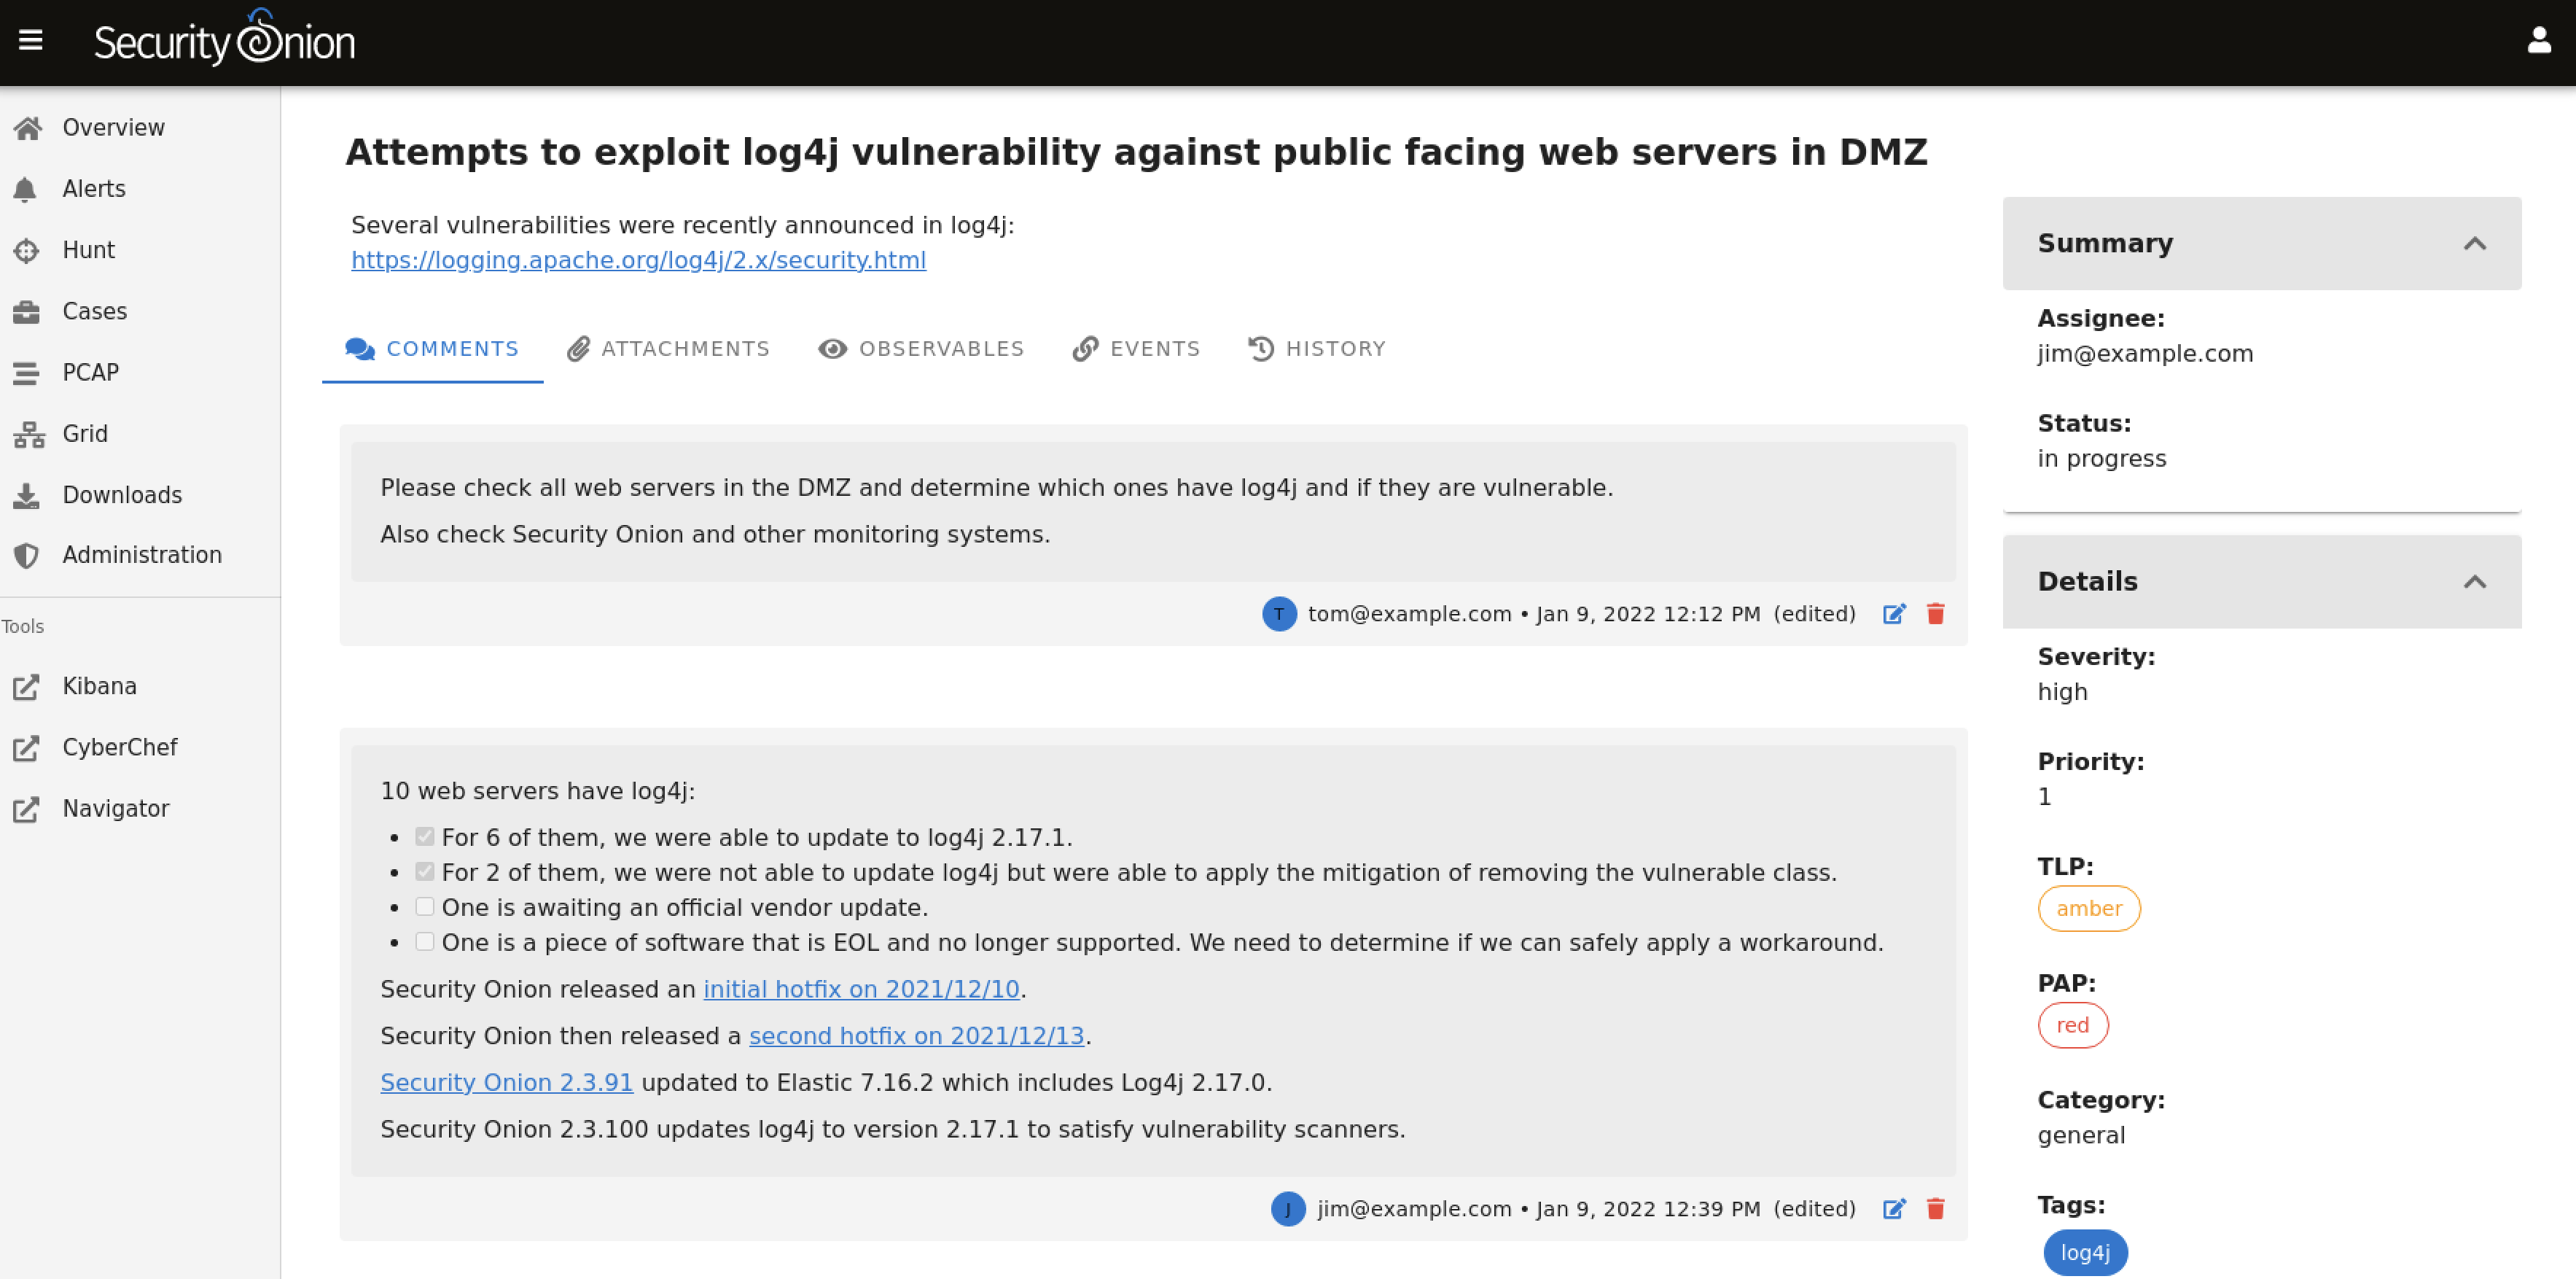 Security Onion
Overview
Alerts
Hunt
Cases
PCAP
Grid
Downloads
Administration
Tools
Kibana
CyberChef
Navigator
Attempts to exploit log4j vulnerability against public facing web servers in DMZ
Several vulnerabilities were recently announced in log4j:
https://logging.apache.org/log4j/2.x/security.html
COMMENTS ATTACHMENTS OBSERVABLES EVENTS HISTORY
Please check all web servers in the DMZ and determine which ones have log4j and if they are vulnerable.
Also check Security Onion and other monitoring systems.
T tom@example.com • Jan 9, 2022 12:12 PM (edited)
10 web servers have log4j:
• For 6 of them, we were able to update to log4j 2.17.1.
• For 2 of them, we were not able to update log4j but were able to apply the mitigation of removing the vulnerable class.
• One is awaiting an official vendor update.
• One is a piece of software that is EOL and no longer supported. We need to determine if we can safely apply a workaround.
Security Onion released an initial hotfix on 2021/12/10.
Security Onion then released a second hotfix on 2021/12/13.
Security Onion 2.3.91 updated to Elastic 7.16.2 which includes Log4j 2.17.0.
Security Onion 2.3.100 updates log4j to version 2.17.1 to satisfy vulnerability scanners.
J jim@example.com • Jan 9, 2022 12:39 PM (edited)
Summary
Assignee:
jim@example.com
Status:
in progress
Details
Severity:
high
Priority:
1
TLP:
amber
PAP:
red
Category:
general
Tags:
log4j